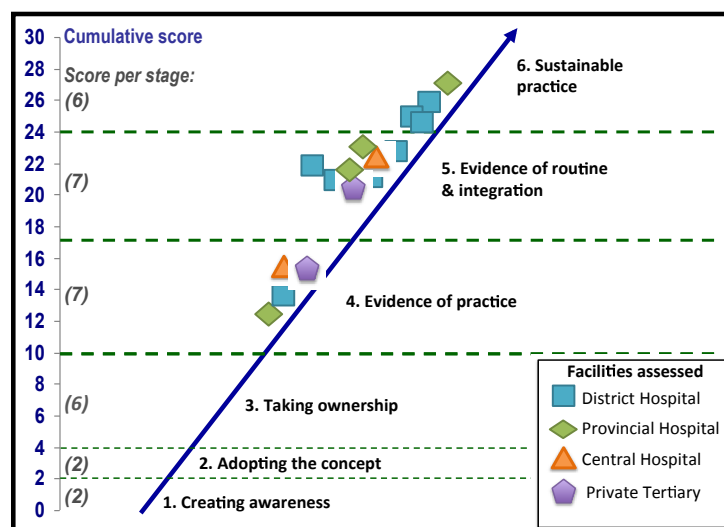 30
Cumulative score
28
Score per stage:
6. Sustainable
practice
26
(6)
24
22
5. Evidence of routine
& integration
20
(7)
18
16
14
(7)
4. Evidence of practice
12
10
8
Facilities assessed
District Hospital
(6)
3. Taking ownership
6
Provincial Hospital
4
Central Hospital
(2)
2. Adopting the concept
2
Private Tertiary
(2)
1. Creating awareness
0